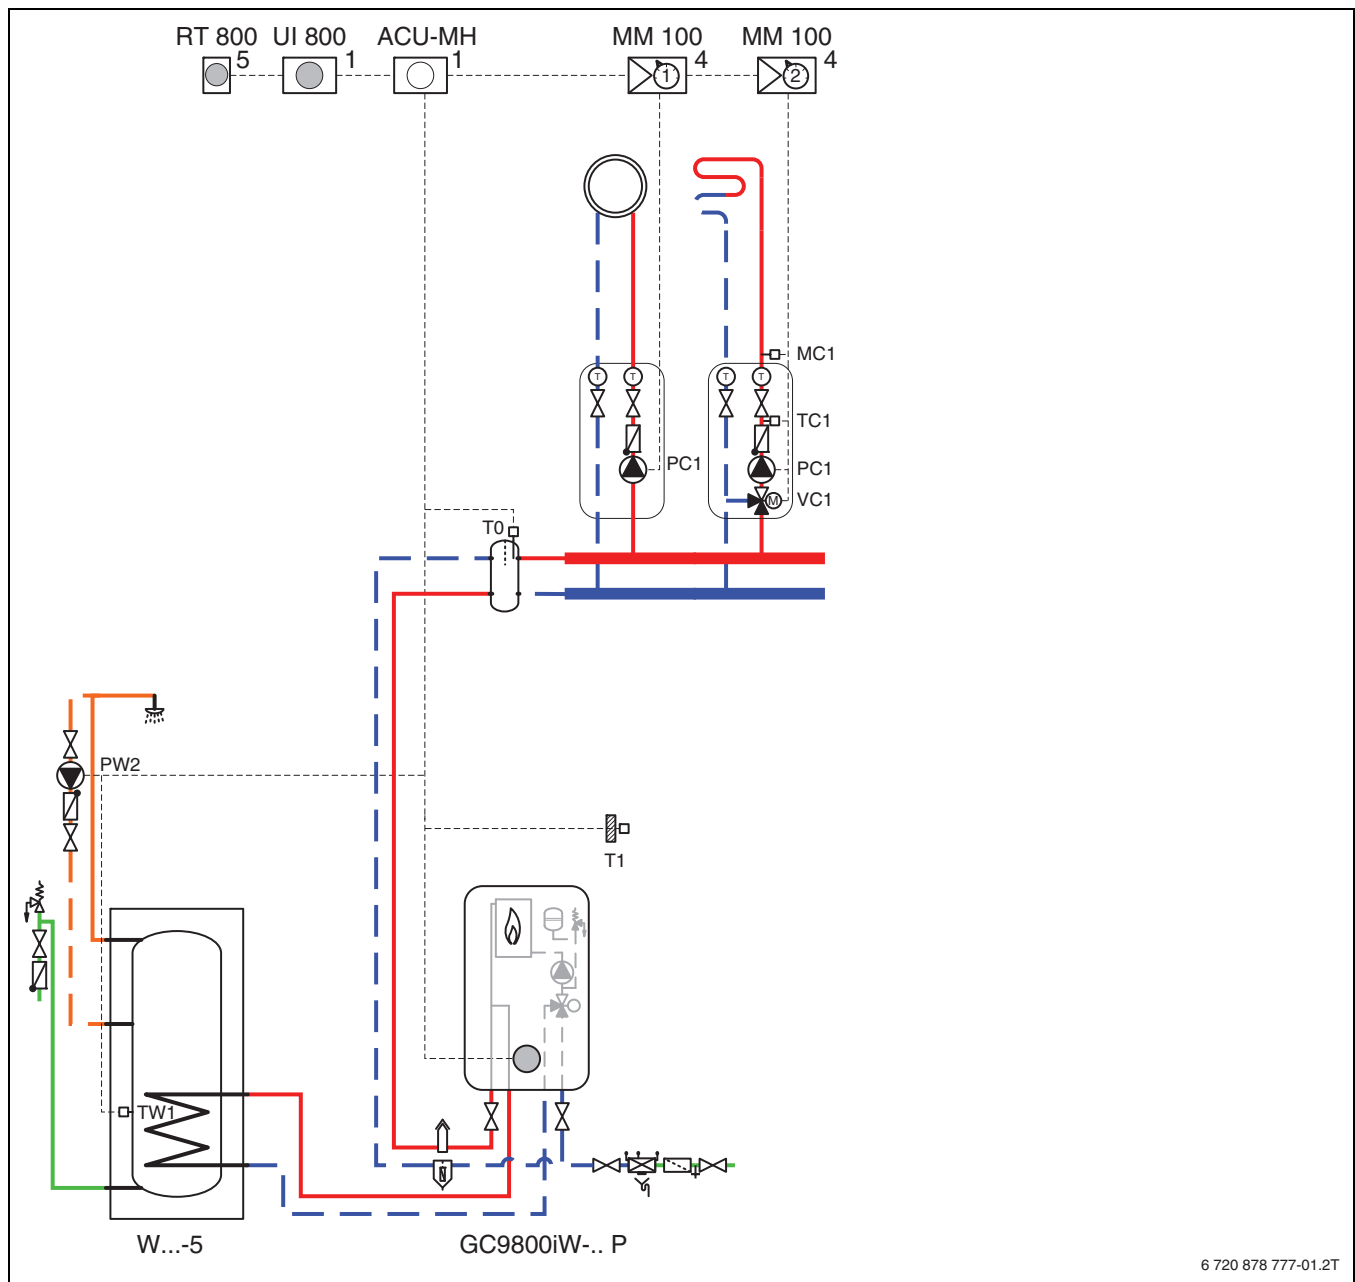 RT 800 UI 800 ACU-MH MM 100 MM 100
5 1 1 4 4
1 2
MC1
T T T T
TC1
PC1 PC1
M VC1
T0
PW2
T1
TW1
W...-5 GC9800iW-.. P
6 720 878 777-01.2T